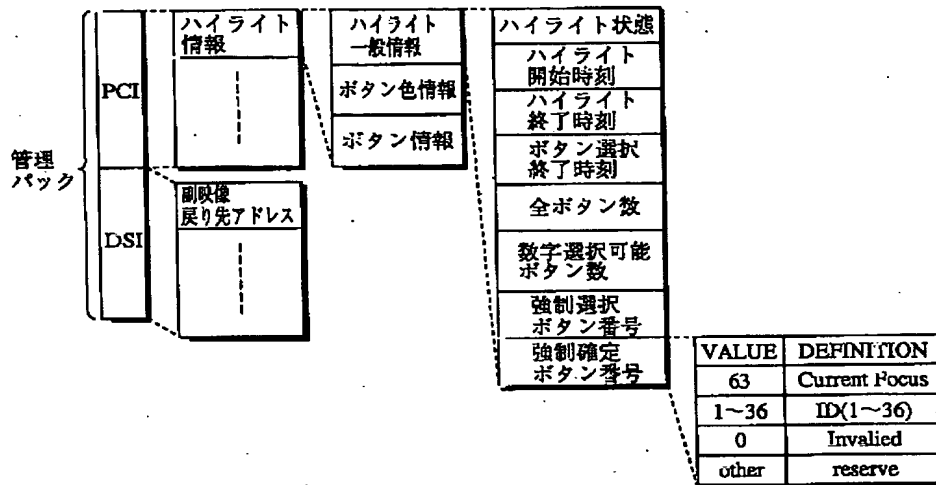 管理
パック
PCI
DSI
ハイライト
情報
副映像
戻り先アドレス
ハイライト
一般情報
ボタン色情報
ボタン情報
ハイライト状態
ハイライト
開始時刻
ハイライト
終了時刻
ボタン選択
終了時刻
全ボタン数
数字選択可能
ボタン数
強制選択
ボタン番号
強制確定
ボタン番号
VALUE DEFINITION
63 Current Focus
1~36 ID(1~36)
0 Invalied
other reserve